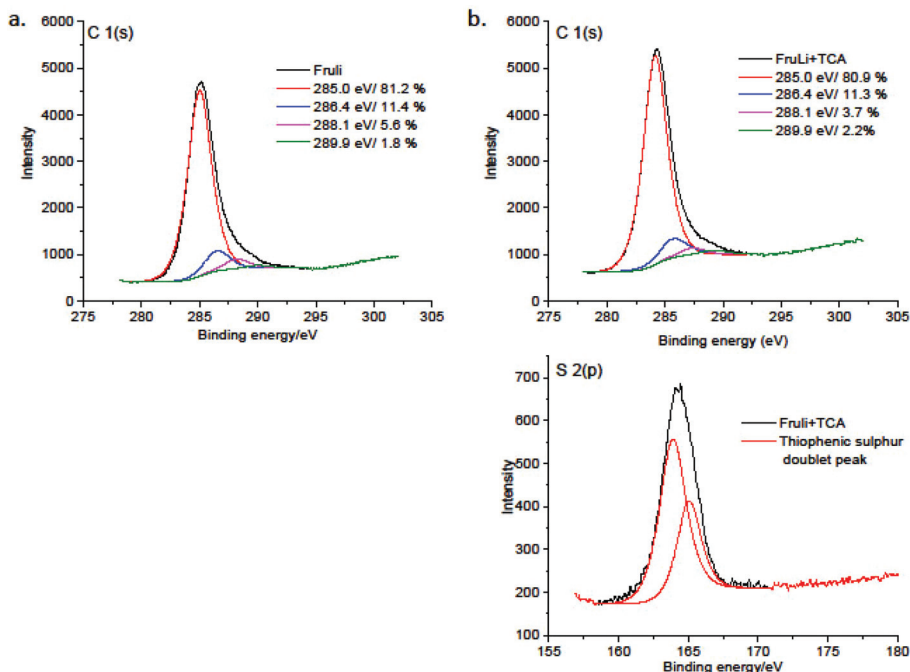 a.
C 1(s)
6000
5000
4000
3000
2000
1000
0
Intensity
Fruli
285.0 eV/ 81.2 %
286.4 eV/ 11.4 %
288.1 eV/ 5.6 %
289.9 eV/ 1.8 %
275 280 285 290 295 300 305
Binding energy/eV
b.
C 1(s)
6000
5000
4000
3000
2000
1000
0
Intensity
FruLi+TCA
285.0 eV/ 80.9 %
286.4 eV/ 11.3 %
288.1 eV/ 3.7 %
289.9 eV/ 2.2%
275 280 285 290 295 300 305
Binding energy (eV)
S 2(p)
700
600
500
400
300
200
100
Intensity
Fruli+TCA
Thiophenic sulphur
doublet peak
155 160 165 170 175 180
Binding energy/eV